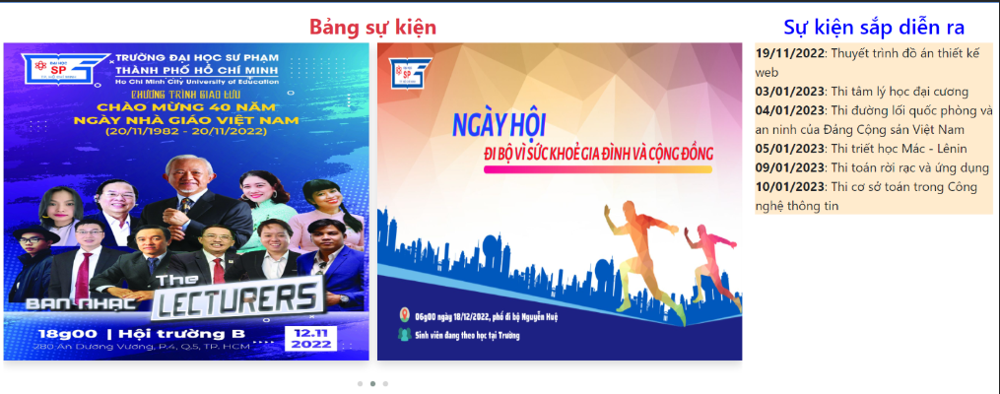 Bảng sự kiện
ĐẠI HỌC
SP
TRƯỜNG ĐẠI HỌC SƯ PHẠM
THÀNH PHỐ HỒ CHÍ MINH
Ho Chi Minh City University of Education
CHƯƠNG TRÌNH GIAO LƯU
CHÀO MỪNG 40 NĂM
NGÀY NHÀ GIÁO VIỆT NAM
(20/11/1982 - 20/11/2022)
BAN NHẠC
The
LECTURERS
18g00 | Hội trường B
12.11
2022
280 An Dương Vương, P.4, Q.5, TP. HCM
ĐẠI HỌC
SP
NGÀY HỘI
ĐI BỘ VÌ SỨC KHOẺ GIA ĐÌNH VÀ CỘNG ĐỒNG
06g00 ngày 18/12/2022, phố đi bộ Nguyễn Huệ
Sinh viên đang theo học tại Trường
Sự kiện sắp diễn ra
19/11/2022: Thuyết trình đồ án thiết kế
web
03/01/2023: Thi tâm lý học đại cương
04/01/2023: Thi đường lối quốc phòng và
an ninh của Đảng Cộng sản Việt Nam
05/01/2023: Thi triết học Mác - Lênin
09/01/2023: Thi toán rời rạc và ứng dụng
10/01/2023: Thi cơ sở toán trong Công
nghệ thông tin